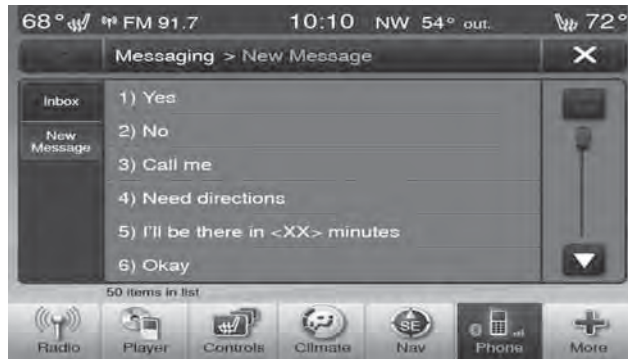 68° FM 91.7 10:10 NW 54° out. 72°
Messaging > New Message
Inbox
New
Message
1) Yes
2) No
3) Call me
4) Need directions
5) I'll be there in <XX> minutes
6) Okay
50 items in list
Radio Player Controls Climate SE Nav Phone More